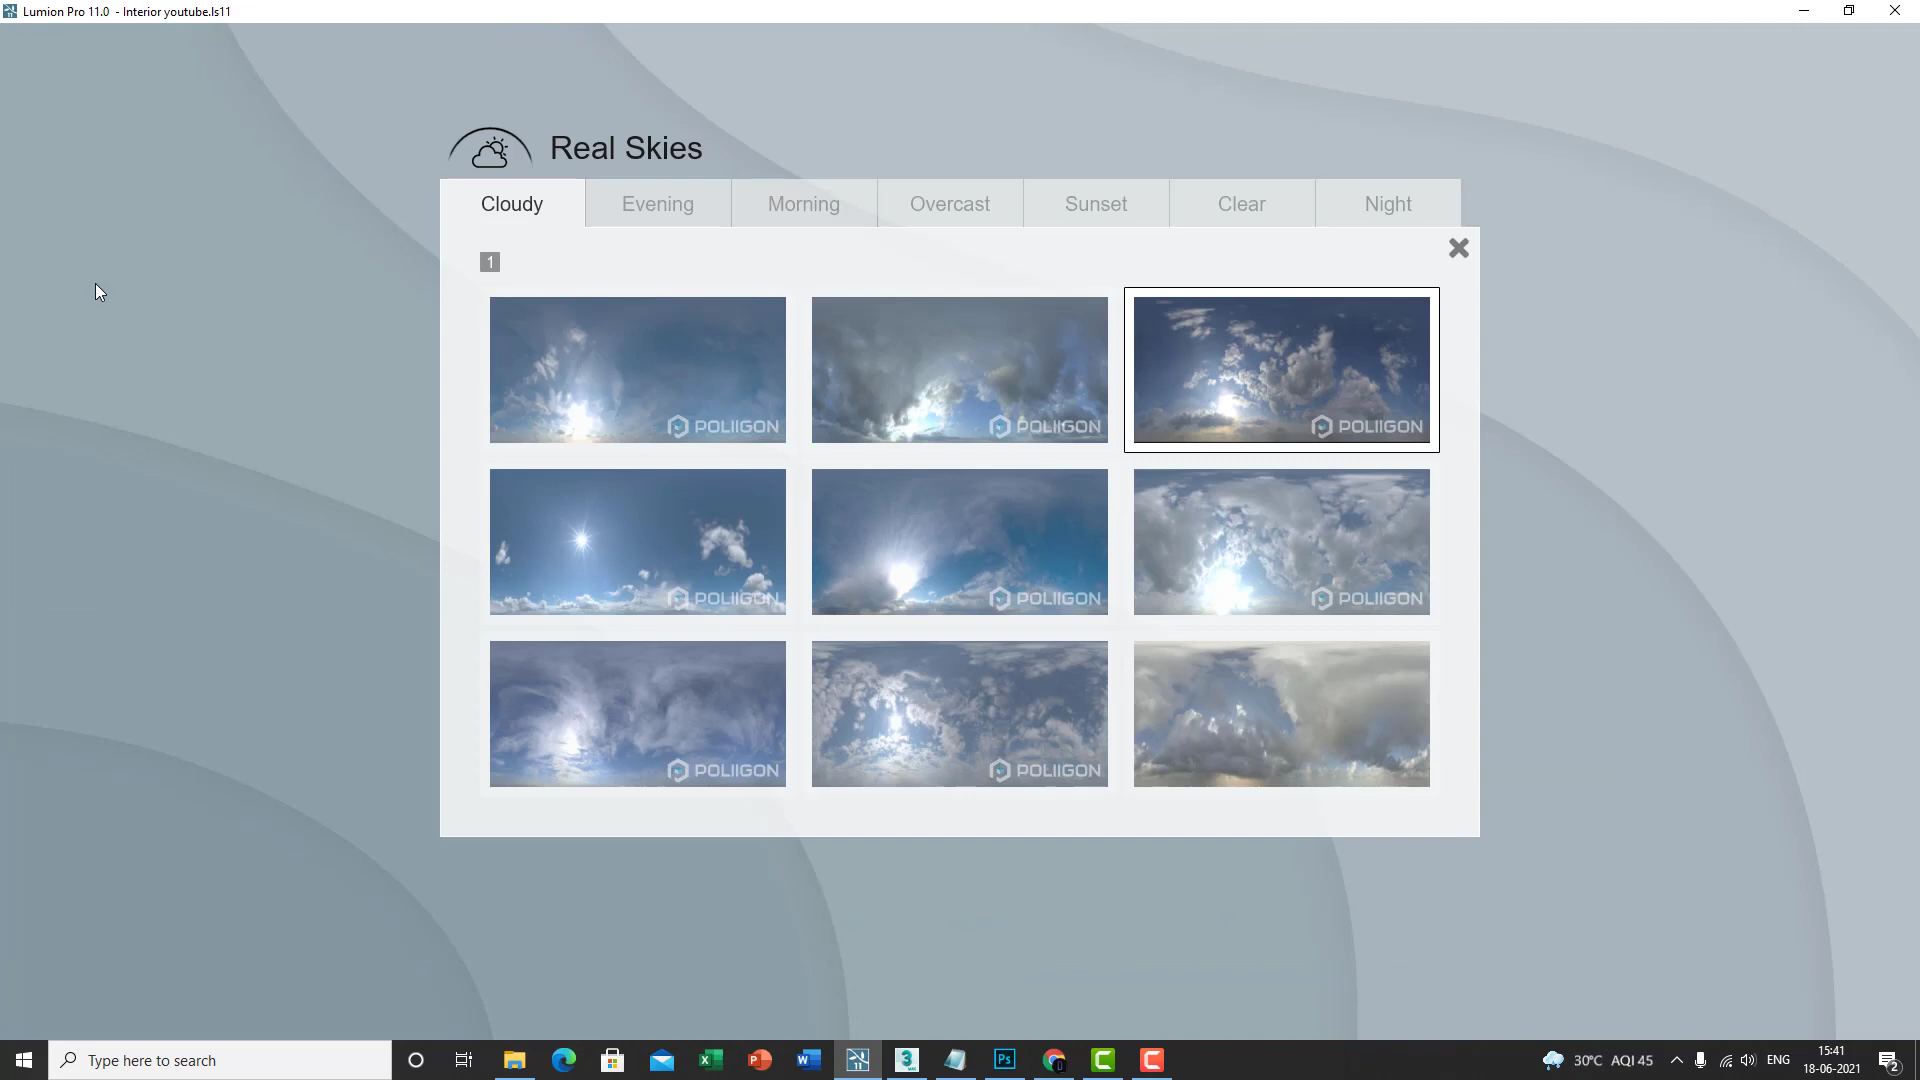 Lumion Pro 11.0 - Interior youtube.ls11
Real Skies
Cloudy Evening Morning Overcast Sunset Clear Night
1
POLIIGON POLIIGON POLIIGON
POLIIGON POLIIGON POLIIGON
POLIIGON POLIIGON
Type here to search
30°C AQI 45
ENG
15:41
18-06-2021
2